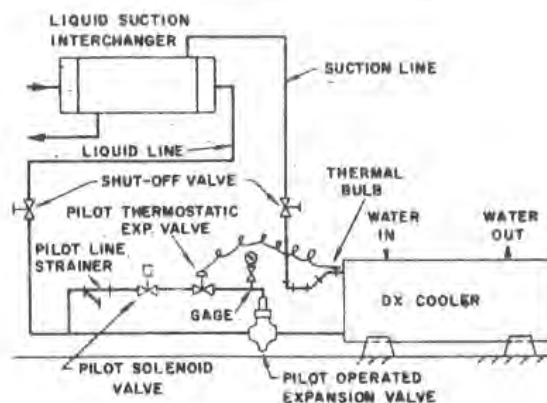 LIQUID SUCTION
INTERCHANGER
SUCTION LINE
LIQUID LINE
SHUT-OFF VALVE
THERMAL
BULB
PILOT THERMOSTATIC
EXP. VALVE
WATER
IN
WATER
OUT
PILOT LINE
STRAINER
GAGE
DX COOLER
PILOT SOLENOID
VALVE
PILOT OPERATED
EXPANSION VALVE